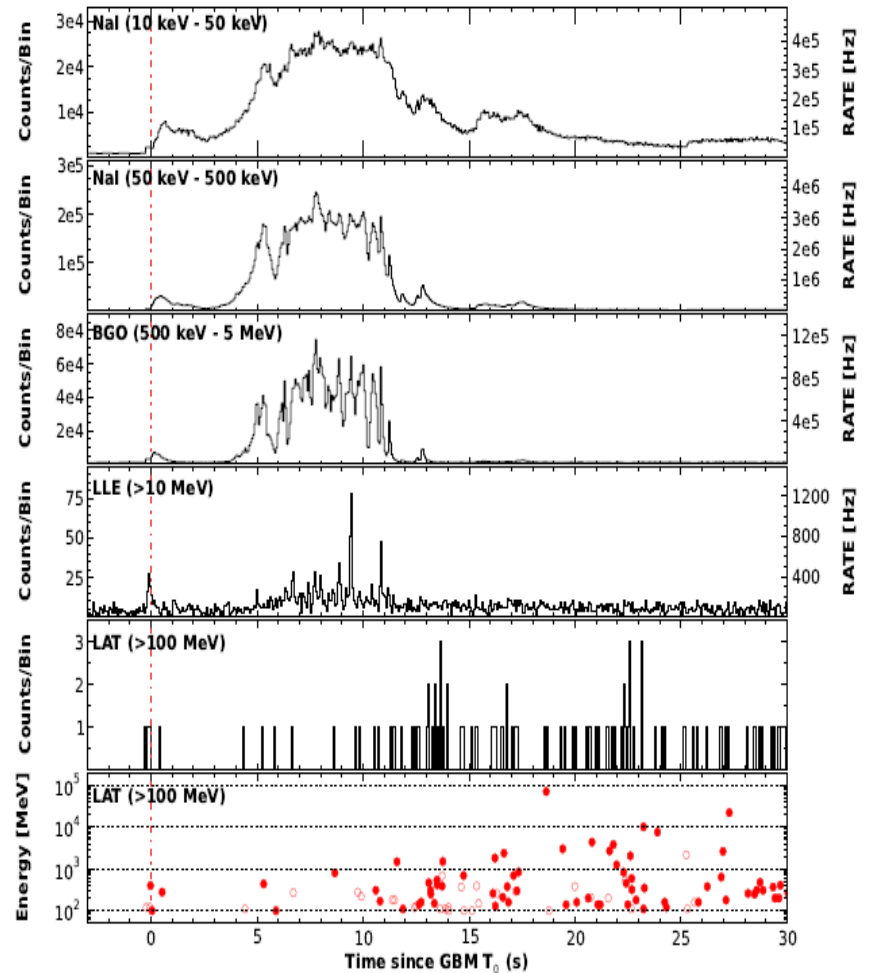 NaI (10 keV - 50 keV)
Counts/Bin
3e4
2e4
1e4
4e5
3e5
2e5
1e5
RATE [Hz]
NaI (50 keV - 500 keV)
Counts/Bin
3e5
2e5
1e5
4e6
3e6
2e6
1e6
RATE [Hz]
BGO (500 keV - 5 MeV)
Counts/Bin
8e4
6e4
4e4
2e4
12e5
8e5
4e5
RATE [Hz]
LLE (>10 MeV)
Counts/Bin
75
50
25
1200
800
400
RATE [Hz]
LAT (>100 MeV)
Counts/Bin
3
2
1
LAT (>100 MeV)
Energy [MeV]
10^5
10^4
10^3
10^2
0 5 10 15 20 25 30
Time since GBM T_0 (s)